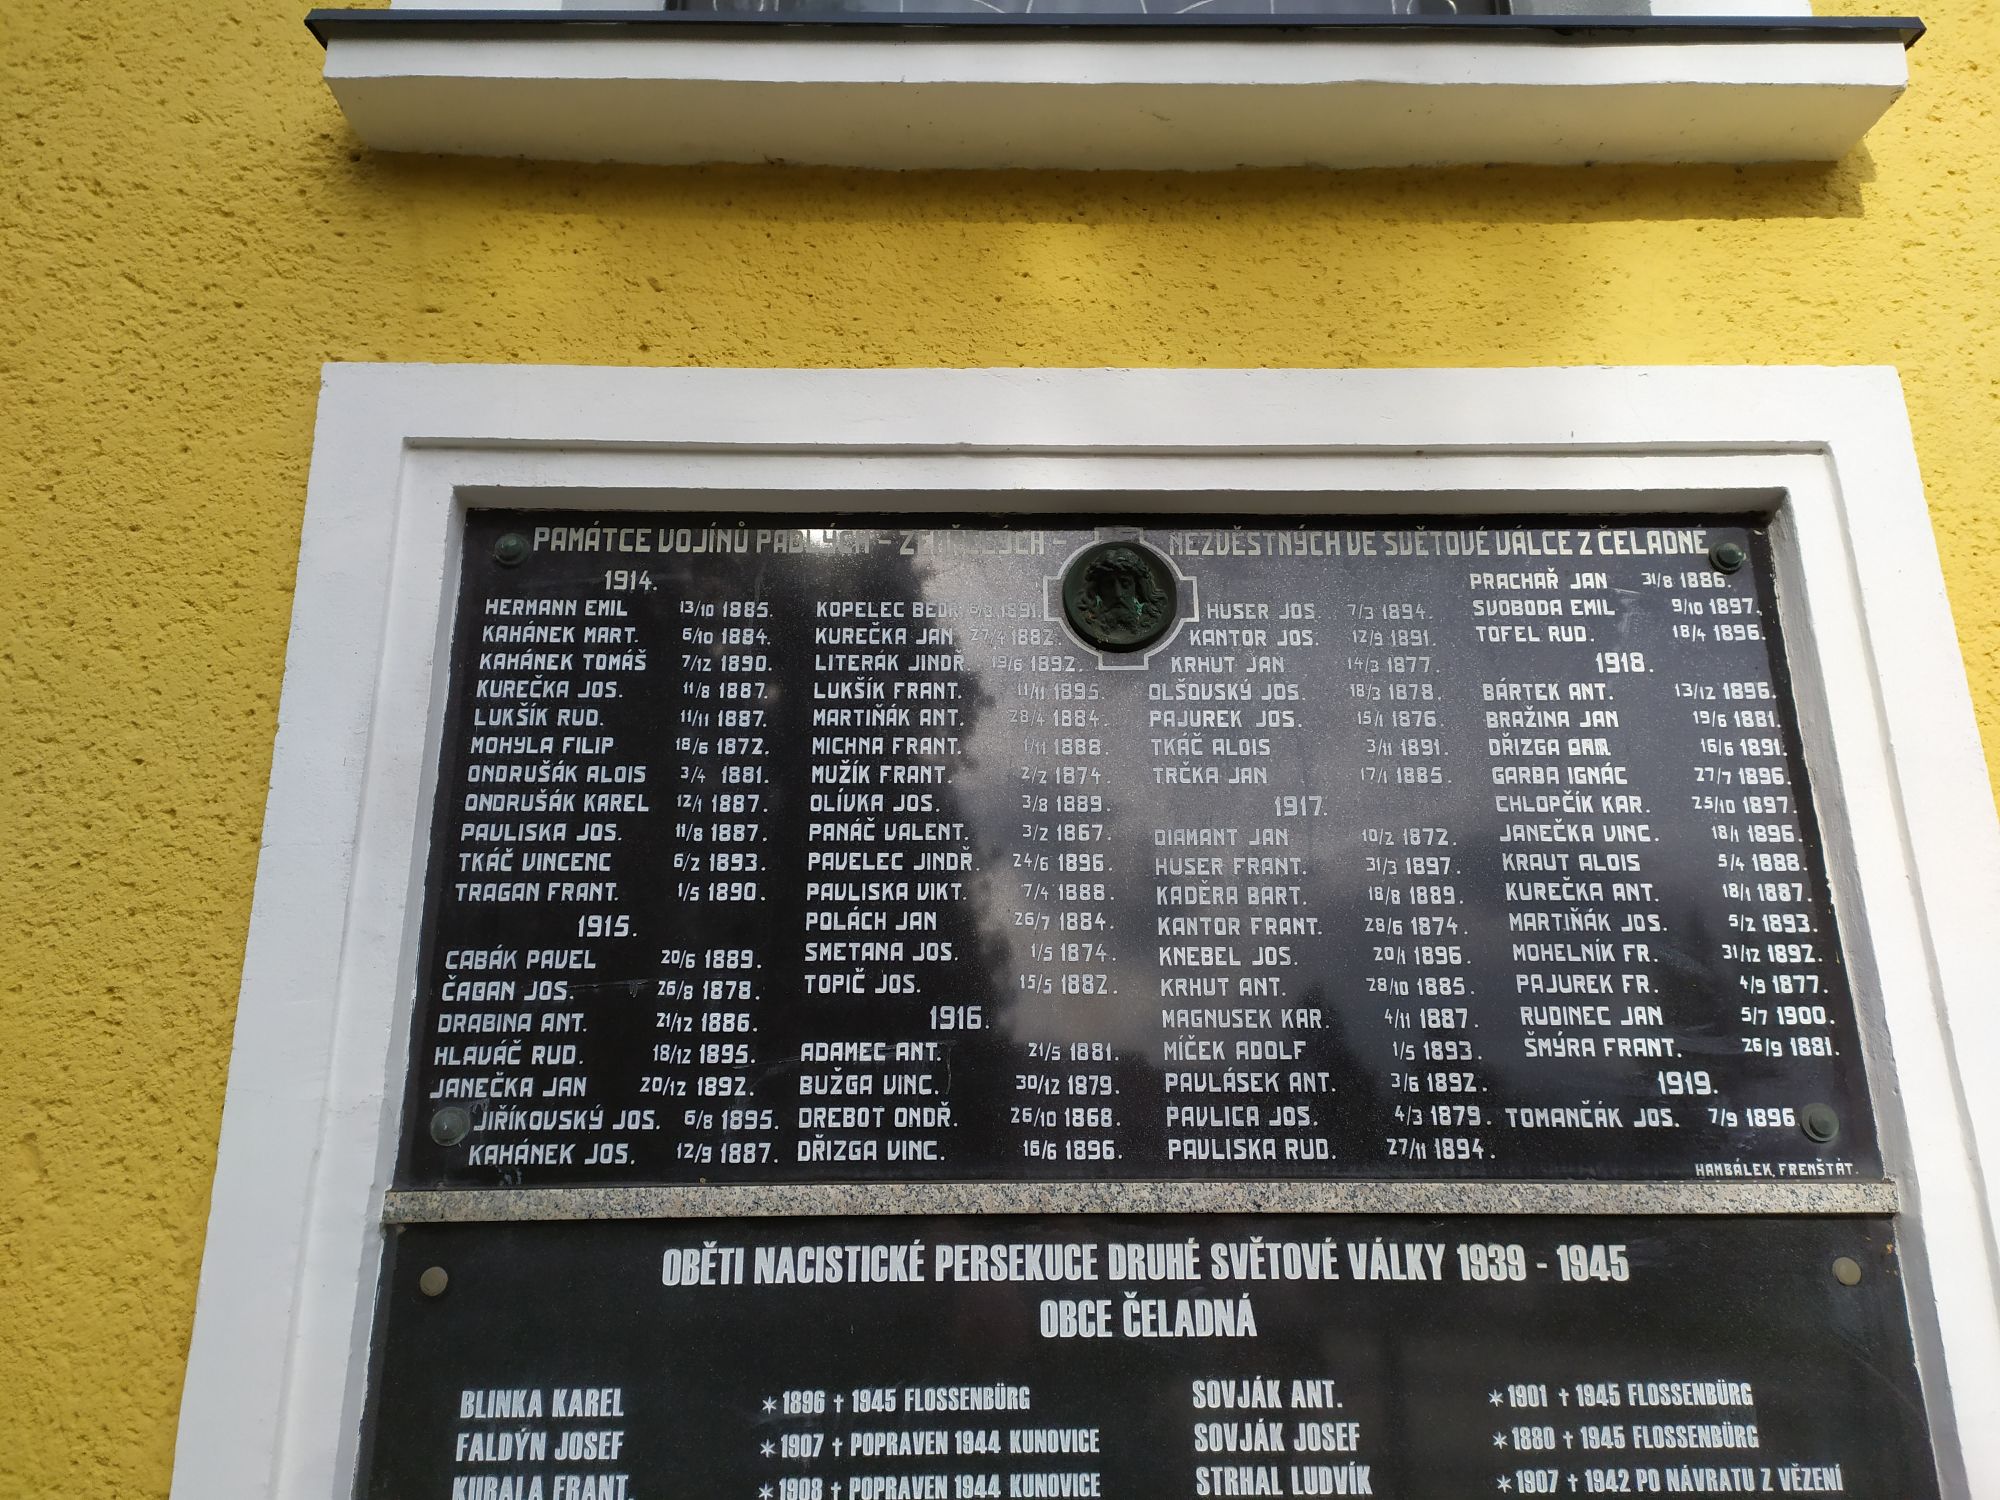 PAMÁTCE VOJÍNŮ PADLÝCH - ZEMŘELÝCH - NEZVĚSTNÝCH VE SVĚTOVÉ VÁLCE Z ČELADNÉ
1914.
HERMANN EMIL 13/10 1885.
KAHÁNEK MART. 6/10 1884.
KAHÁNEK TOMÁŠ 7/12 1890.
KUREČKA JOS. 11/8 1887.
LUKŠÍK RUD. 11/11 1887.
MOHYLA FILIP 18/6 1872.
ONDRUŠÁK ALOIS 3/4 1881.
ONDRUŠÁK KAREL 12/1 1887.
PAVLISKA JOS. 11/8 1887.
TKÁČ VINCENC 6/2 1893.
TRAGAN FRANT. 1/5 1890.
1915.
CABÁK PAVEL 20/6 1889.
ČAGAN JOS. 26/8 1878.
DRABINA ANT. 21/12 1886.
HLAVÁČ RUD. 18/12 1895.
JANEČKA JAN 20/12 1892.
JIŘÍKOVSKÝ JOS. 6/8 1895.
KAHÁNEK JOS. 12/9 1887.
KOPELEC BEDR. 1891.
KUREČKA JAN 27/4 1882.
LITERÁK JINDŘ. 19/6 1892.
LUKŠÍK FRANT. 11/11 1895.
MARTIŇÁK ANT. 28/4 1884.
MICHNA FRANT. 1/11 1888.
MUŽÍK FRANT. 2/2 1874.
OLÍVKA JOS. 3/8 1889.
PANÁČ VALENT. 3/2 1867.
PAVELEC JINDŘ. 24/6 1896.
PAVLISKA VIKT. 7/4 1888.
POLÁCH JAN 26/7 1884.
SMETANA JOS. 1/5 1874.
TOPIČ JOS. 15/5 1882.
1916.
ADAMEC ANT. 21/5 1881.
BUŽGA VINC. 30/12 1879.
DREBOT ONDŘ. 26/10 1868.
DŘIZGA VINC. 16/6 1896.
HUSER JOS. 7/3 1894.
KANTOR JOS. 12/9 1891.
KRHUT JAN 14/3 1877.
OLŠOVSKÝ JOS. 18/3 1878.
PAJUREK JOS. 15/1 1876.
TKÁČ ALOIS 3/11 1891.
TRČKA JAN 17/1 1885.
1917.
DIAMANT JAN 10/2 1872.
HUSER FRANT. 31/3 1897.
KADĚRA BART. 18/8 1889.
KANTOR FRANT. 28/6 1874.
KNEBEL JOS. 20/1 1896.
KRHUT ANT. 28/10 1885.
MAGNUSEK KAR. 4/11 1887.
MÍČEK ADOLF 1/5 1893.
PAVLÁSEK ANT. 3/6 1892.
PAVLICA JOS. 4/3 1879.
PAVLISKA RUD. 27/11 1894.
PRACHAŘ JAN 31/8 1886.
SVOBODA EMIL 9/10 1897.
TOFEL RUD. 18/4 1896.
1918.
BÁRTEK ANT. 13/12 1896.
BRAŽINA JAN 19/6 1881.
DŘIZGA 16/6 1891.
GARBA IGNÁC 27/7 1896.
CHLOPČÍK KAR. 25/10 1897.
JANEČKA VINC. 18/1 1896.
KRAUT ALOIS 5/4 1888.
KUREČKA ANT. 18/1 1887.
MARTIŇÁK JOS. 5/2 1893.
MOHELNÍK FR. 31/12 1892.
PAJUREK FR. 4/9 1877.
RUDINEC JAN 5/7 1900.
ŠMÝRA FRANT. 26/9 1881.
1919.
TOMANČÁK JOS. 7/9 1896
HAMBÁLEK, FRENŠTÁT.
OBĚTI NACISTICKÉ PERSEKUCE DRUHÉ SVĚTOVÉ VÁLKY 1939 - 1945
OBCE ČELADNÁ
BLINKA KAREL * 1896 † 1945 FLOSSENBÜRG
FALDÝN JOSEF * 1907 † POPRAVEN 1944 KUNOVICE
KUBALA FRANT. * 1908 † POPRAVEN 1944 KUNOVICE
SOVJÁK ANT. * 1901 † 1945 FLOSSENBÜRG
SOVJÁK JOSEF * 1880 † 1945 FLOSSENBÜRG
STRHAL LUDVÍK * 1907 † 1942 PO NÁVRATU Z VĚZENÍ